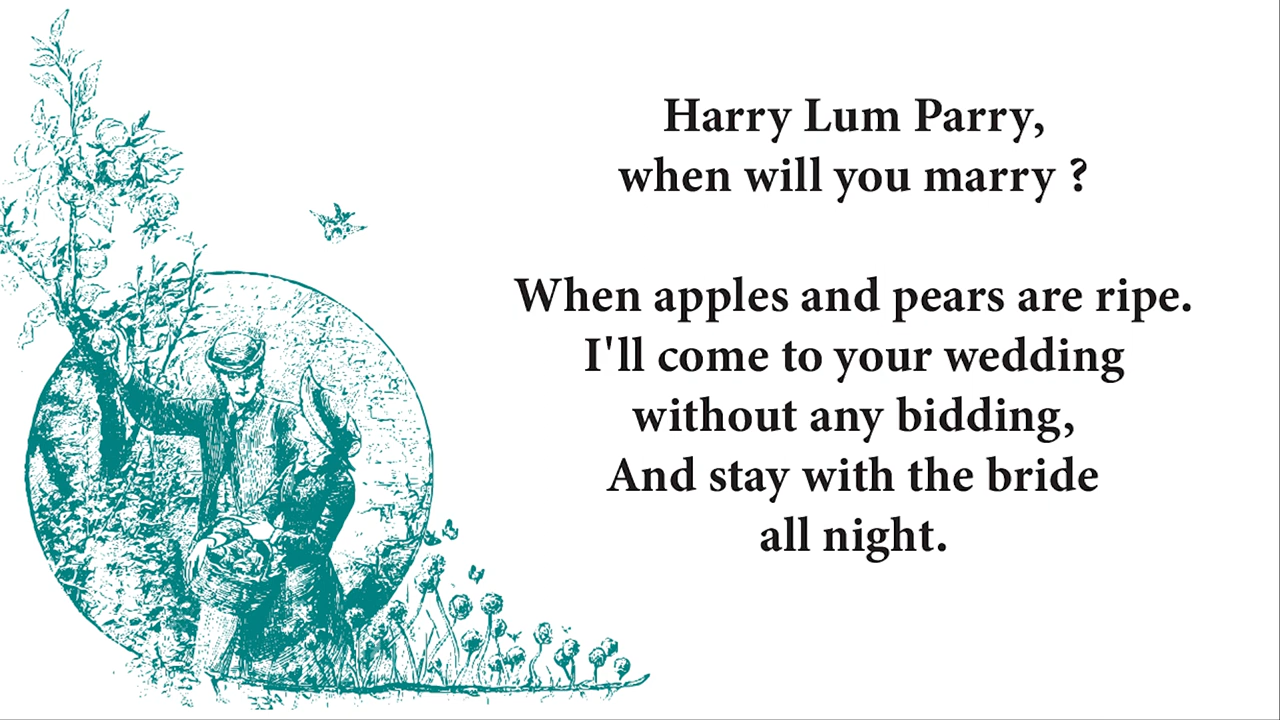 Harry Lum Parry,
when will you marry ?
When apples and pears are ripe.
I'll come to your wedding
without any bidding,
And stay with the bride
all night.